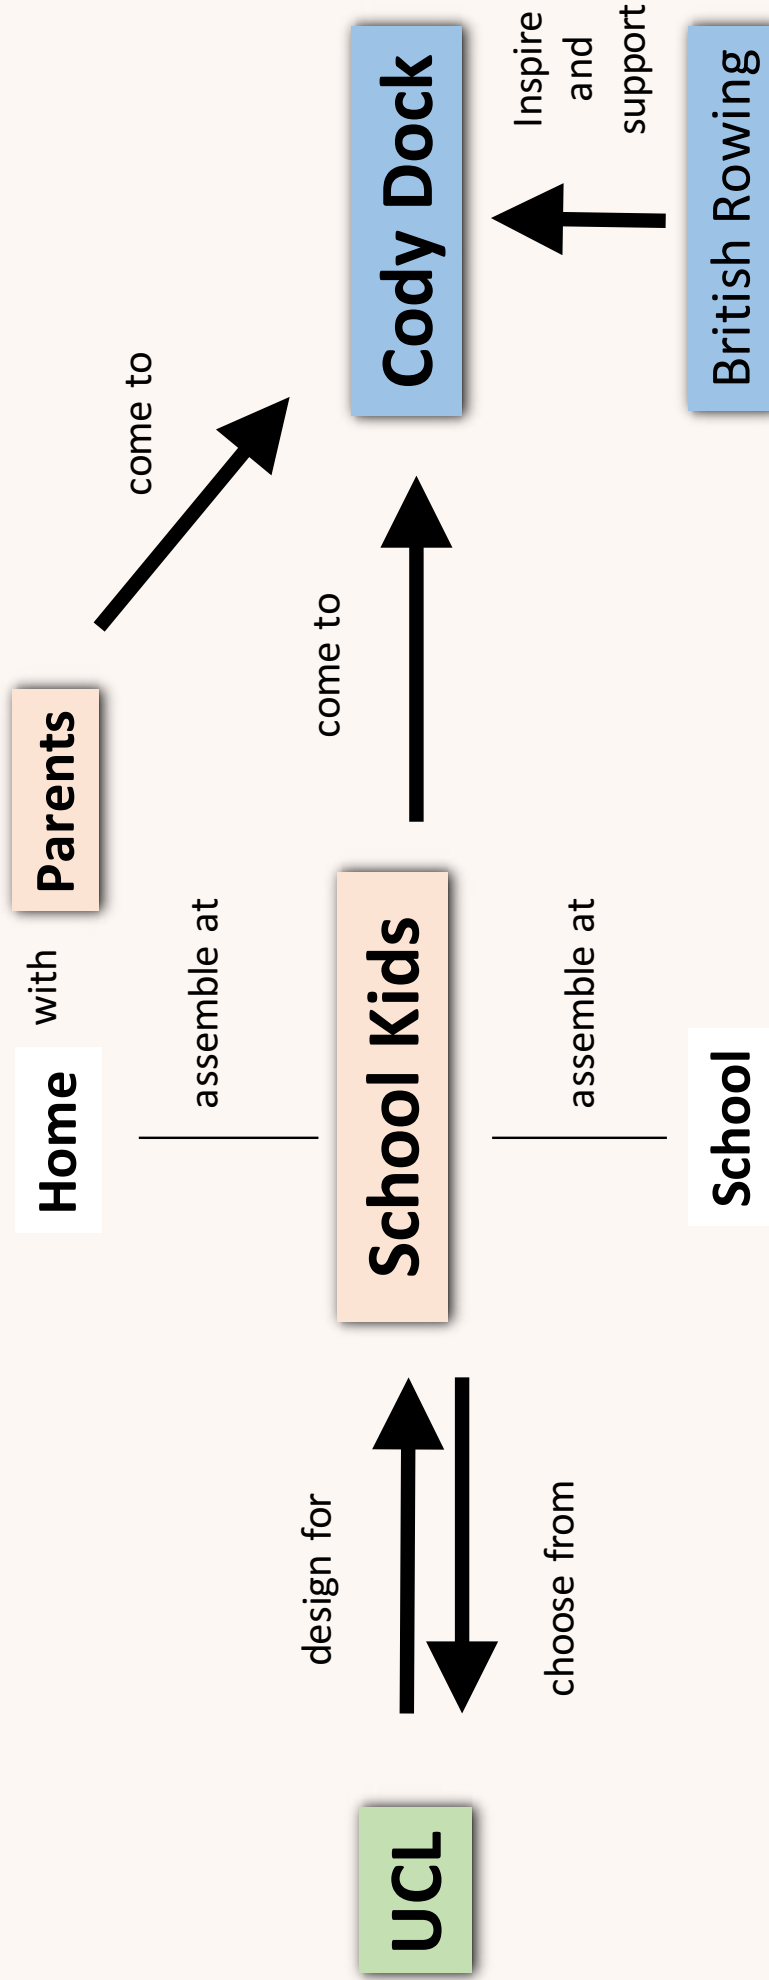 Home with Parents
come to
assemble at
design for
come to
UCL
School Kids
Cody Dock
choose from
assemble at
Inspire
and
support
School
British Rowing